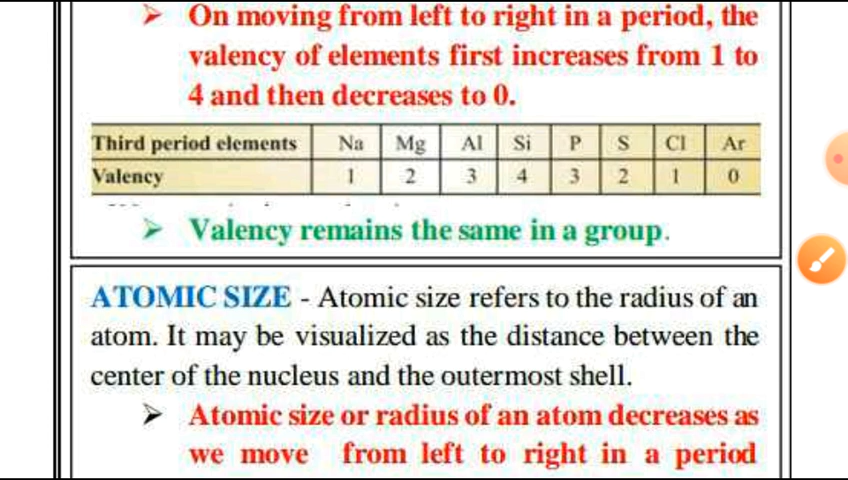 ➤ On moving from left to right in a period, the
valency of elements first increases from 1 to
4 and then decreases to 0.
Third period elements Na Mg Al Si P S Cl Ar
Valency 1 2 3 4 3 2 1 0
➤ Valency remains the same in a group.
ATOMIC SIZE - Atomic size refers to the radius of an
atom. It may be visualized as the distance between the
center of the nucleus and the outermost shell.
➤ Atomic size or radius of an atom decreases as
we move from left to right in a period